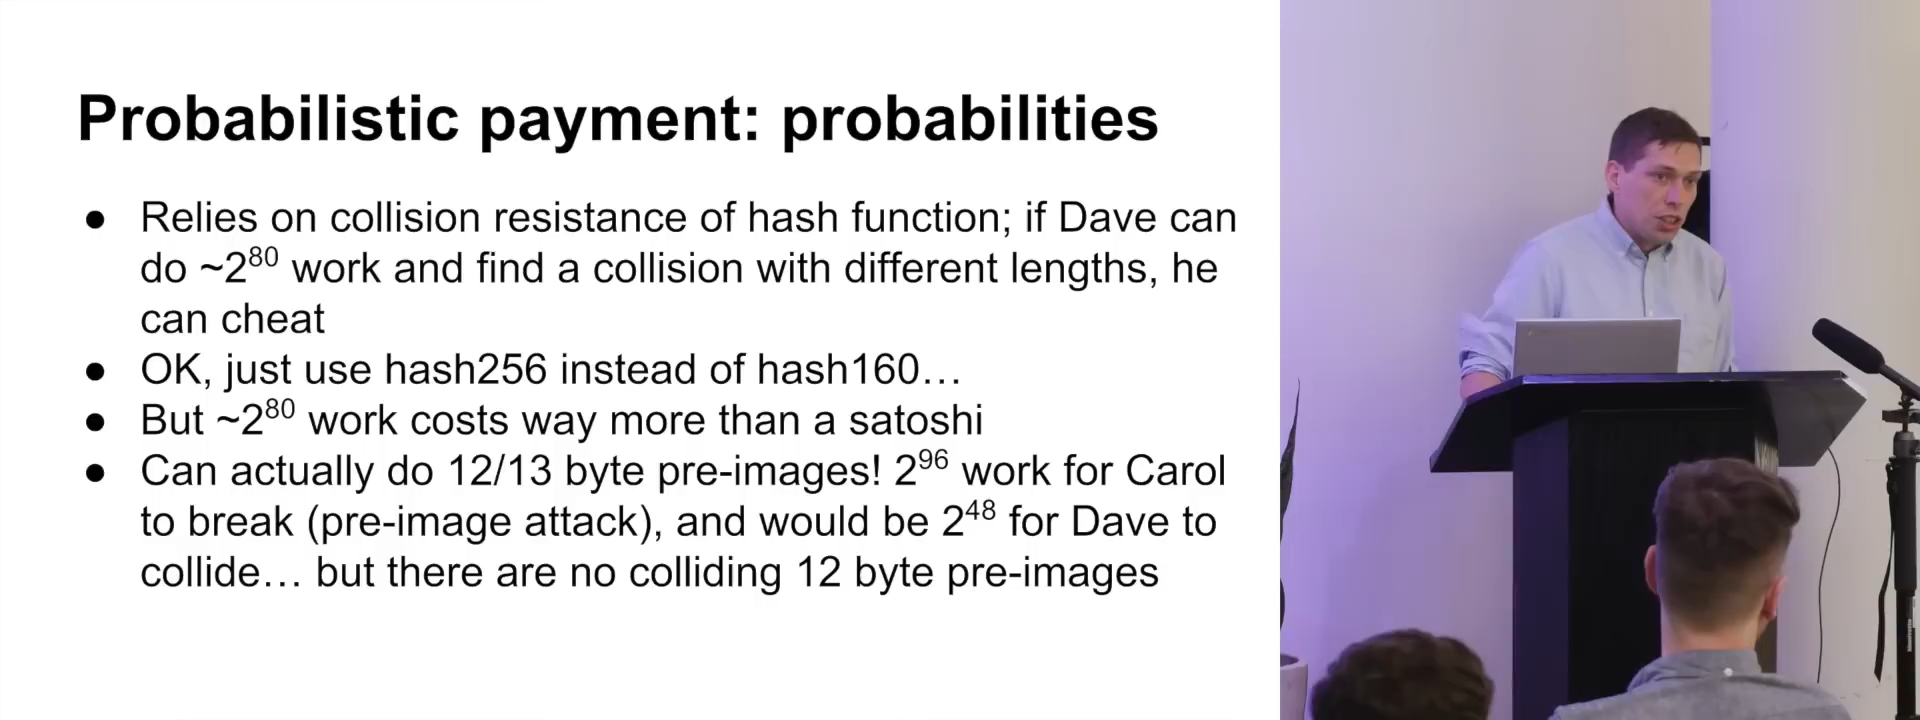 Probabilistic payment: probabilities
● Relies on collision resistance of hash function; if Dave can
do ~2⁸⁰ work and find a collision with different lengths, he
can cheat
● OK, just use hash256 instead of hash160…
● But ~2⁸⁰ work costs way more than a satoshi
● Can actually do 12/13 byte pre-images! 2⁹⁶ work for Carol
to break (pre-image attack), and would be 2⁴⁸ for Dave to
collide… but there are no colliding 12 byte pre-images